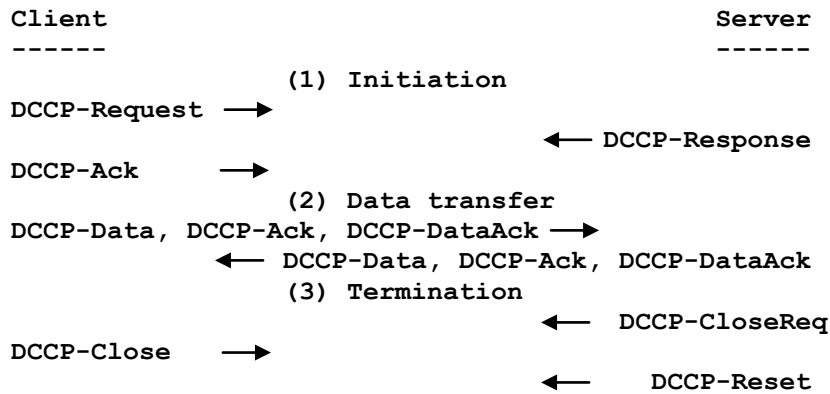 Client Server
------ ------
(1) Initiation
DCCP-Request
DCCP-Response
DCCP-Ack
(2) Data transfer
DCCP-Data, DCCP-Ack, DCCP-DataAck
DCCP-Data, DCCP-Ack, DCCP-DataAck
(3) Termination
DCCP-CloseReq
DCCP-Close
DCCP-Reset